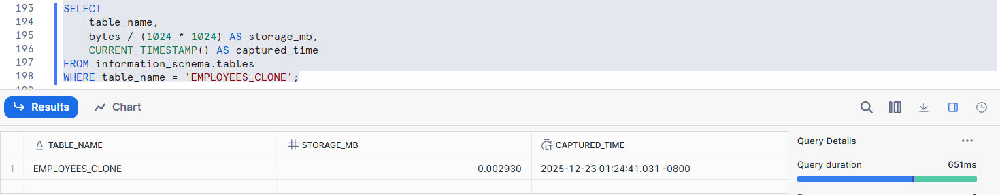 193 SELECT
194 table_name,
195 bytes / (1024 * 1024) AS storage_mb,
196 CURRENT_TIMESTAMP() AS captured_time
197 FROM information_schema.tables
198 WHERE table_name = 'EMPLOYEES_CLONE';
Results Chart
A TABLE_NAME # STORAGE_MB LT CAPTURED_TIME
1 EMPLOYEES_CLONE 0.002930 2025-12-23 01:24:41.031 -0800
Query Details ...
Query duration 651ms